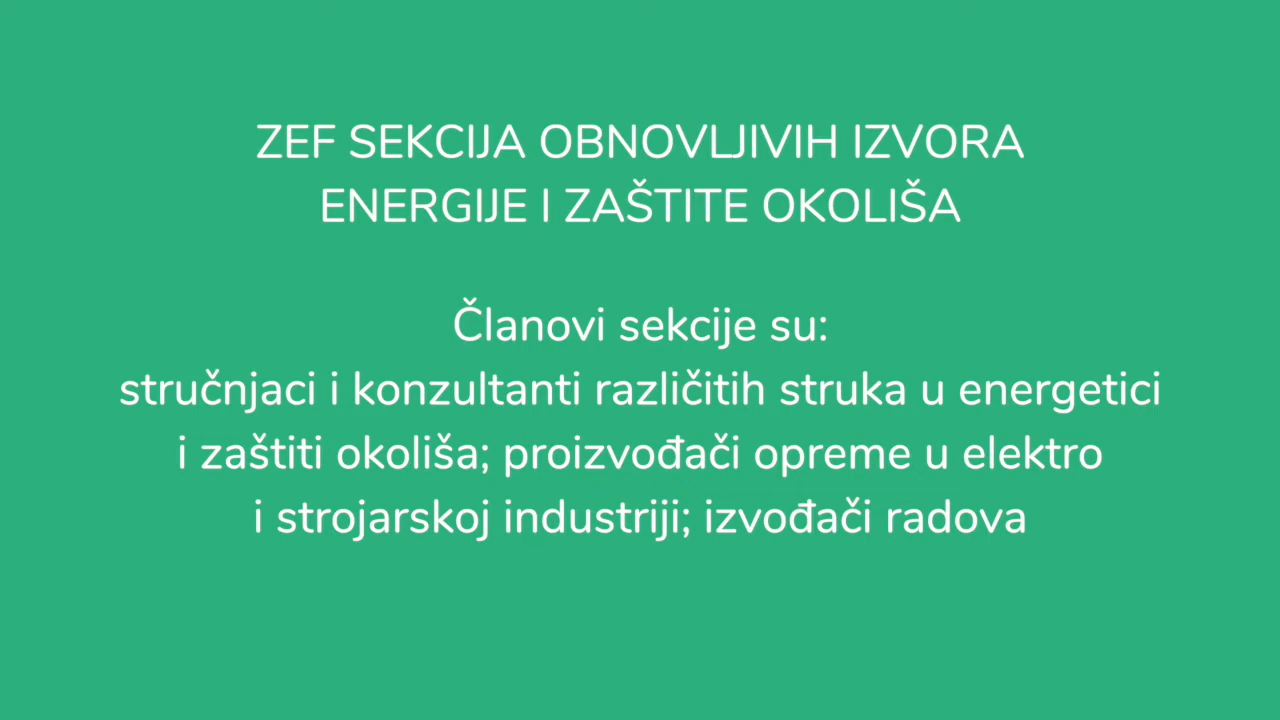 ZEF SEKCIJA OBNOVLJIVIH IZVORA
ENERGIJE I ZAŠTITE OKOLIŠA
Članovi sekcije su:
stručnjaci i konzultanti različitih struka u energetici
i zaštiti okoliša; proizvođači opreme u elektro
i strojarskoj industriji; izvođači radova